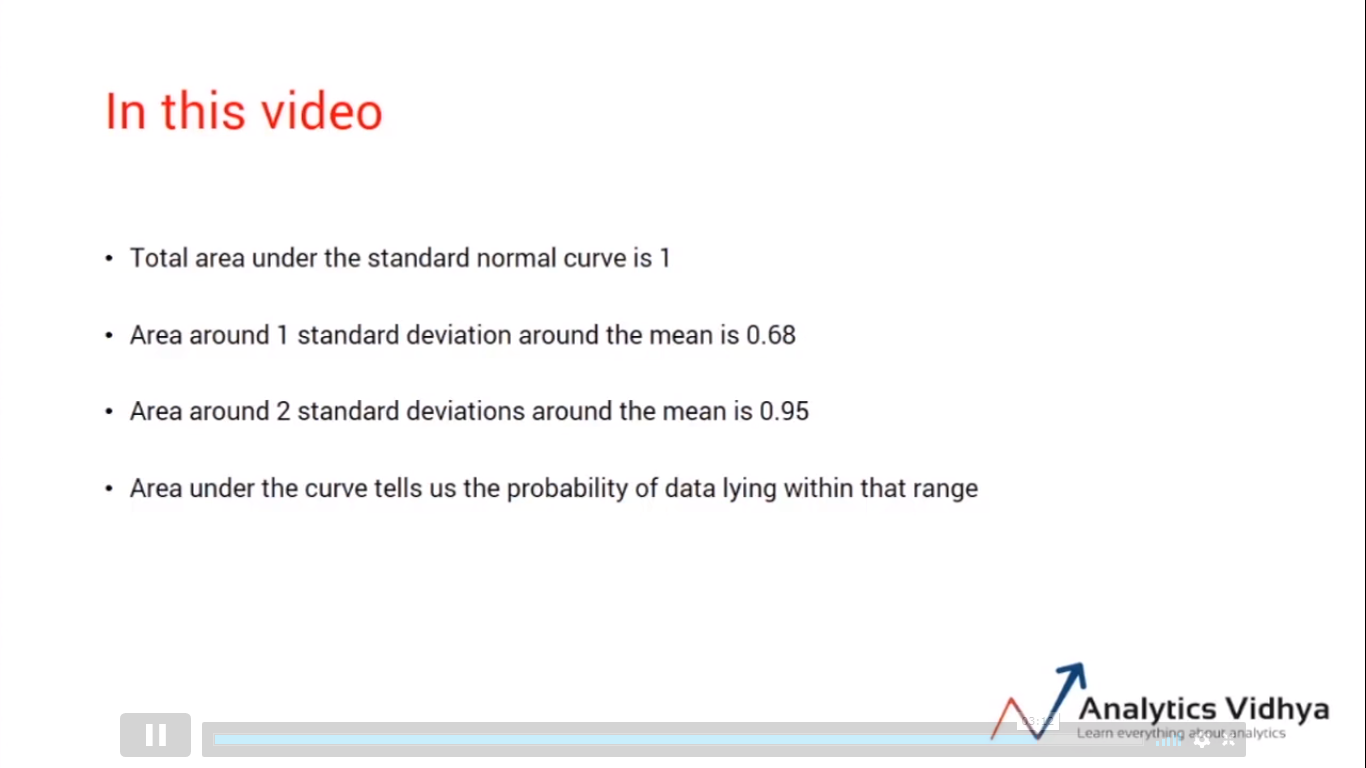 In this video
• Total area under the standard normal curve is 1
• Area around 1 standard deviation around the mean is 0.68
• Area around 2 standard deviations around the mean is 0.95
• Area under the curve tells us the probability of data lying within that range
Analytics Vidhya
Learn everything about analytics